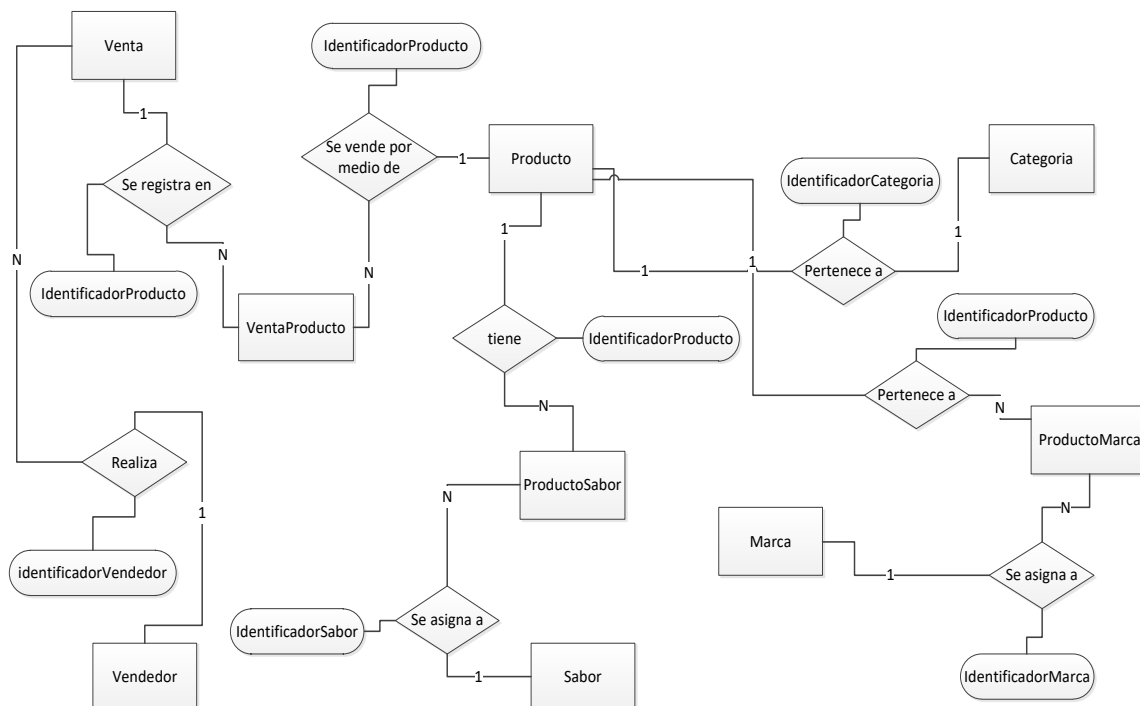 Venta
IdentificadorProducto
1
Se vende por
medio de
1
Producto
Categoria
IdentificadorCategoria
Se registra en
1
1
N
N
1
1
Pertenece a
N
IdentificadorProducto
VentaProducto
IdentificadorProducto
tiene
IdentificadorProducto
Pertenece a
N
N
ProductoMarca
Realiza
ProductoSabor
N
N
1
Marca
identificadorVendedor
1
Se asigna a
IdentificadorSabor
Se asigna a
Vendedor
1
Sabor
IdentificadorMarca